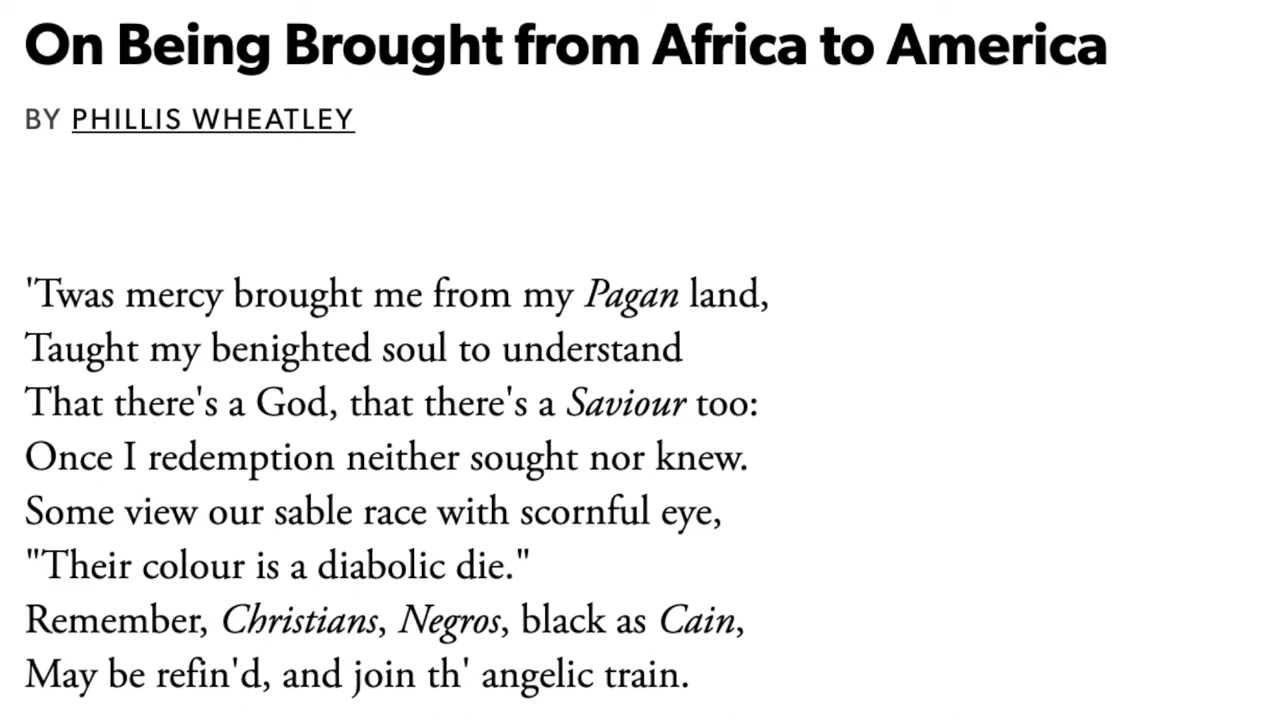 On Being Brought from Africa to America
BY PHILLIS WHEATLEY
'Twas mercy brought me from my Pagan land,
Taught my benighted soul to understand
That there's a God, that there's a Saviour too:
Once I redemption neither sought nor knew.
Some view our sable race with scornful eye,
"Their colour is a diabolic die."
Remember, Christians, Negros, black as Cain,
May be refin'd, and join th' angelic train.